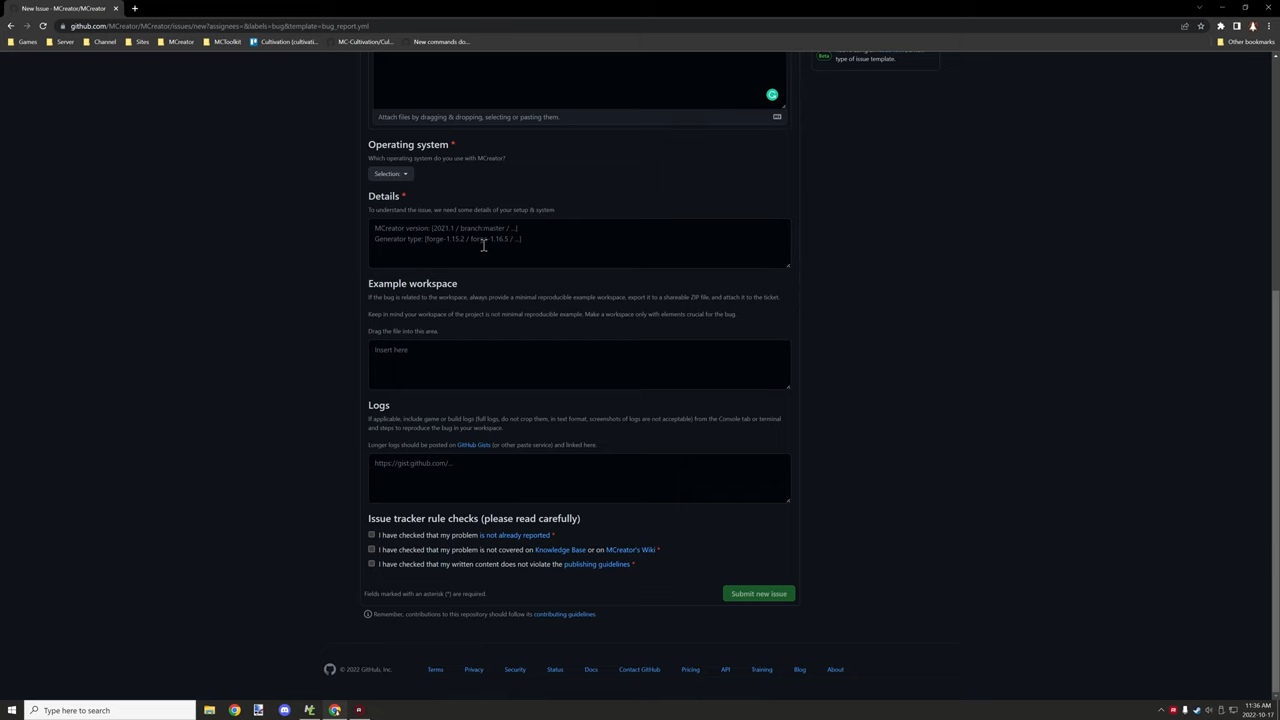 New Issue · MCreator/MCreator
github.com/MCreator/MCreator/issues/new?assignees=&labels=bug&template=bug_report.yml
Games
Server
Channel
Sites
MCreator
MCToolkit
Cultivation (cultivati...
MC-Cultivation/Cul...
New commands do...
Other bookmarks
Beta
type of issue template.
Attach files by dragging & dropping, selecting or pasting them.
Operating system *
Which operating system do you use with MCreator?
Selection:
Details *
To understand the issue, we need some details of your setup & system
MCreator version: [2021.1 / branch:master / ...]
Generator type: [forge-1.15.2 / forge-1.16.5 / ...]
Example workspace
If the bug is related to the workspace, always provide a minimal reproducible example workspace, export it to a shareable ZIP file, and attach it to the ticket.
Keep in mind your workspace of the project is not minimal reproducible example. Make a workspace only with elements crucial for the bug.
Drag the file into this area.
Insert here
Logs
If applicable, include game or build logs (full logs, do not crop them, in text format, screenshots of logs are not acceptable) from the Console tab or terminal
and steps to reproduce the bug in your workspace.
Longer logs should be posted on GitHub Gists (or other paste service) and linked here.
https://gist.github.com/...
Issue tracker rule checks (please read carefully)
I have checked that my problem is not already reported *
I have checked that my problem is not covered on Knowledge Base or on MCreator's Wiki *
I have checked that my written content does not violate the publishing guidelines *
Fields marked with an asterisk (*) are required.
Submit new issue
Remember, contributions to this repository should follow its contributing guidelines
© 2022 GitHub, Inc.
Terms
Privacy
Security
Status
Docs
Contact GitHub
Pricing
API
Training
Blog
About
Type here to search
11:36 AM
2022-10-17